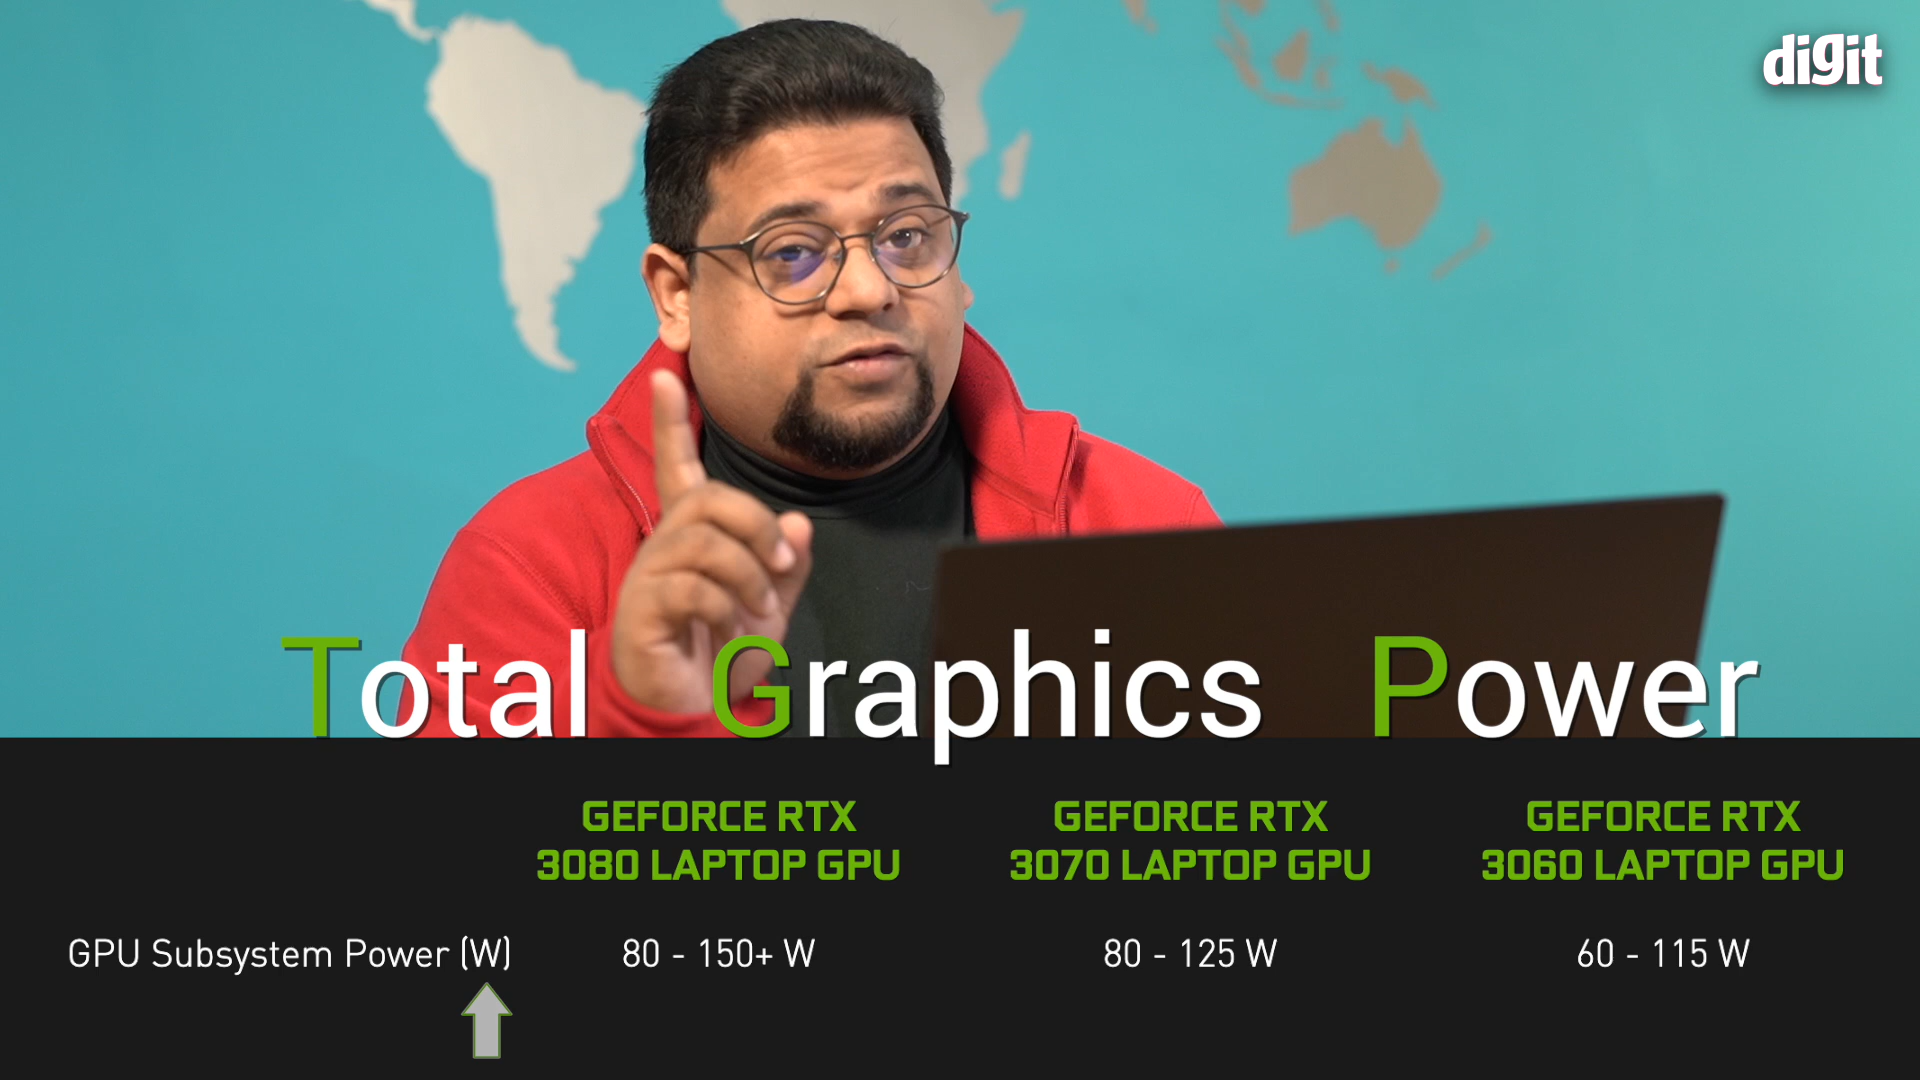 digit
Total Graphics Power
GEFORCE RTX
3080 LAPTOP GPU
GEFORCE RTX
3070 LAPTOP GPU
GEFORCE RTX
3060 LAPTOP GPU
GPU Subsystem Power (W)
80 - 150+ W
80 - 125 W
60 - 115 W